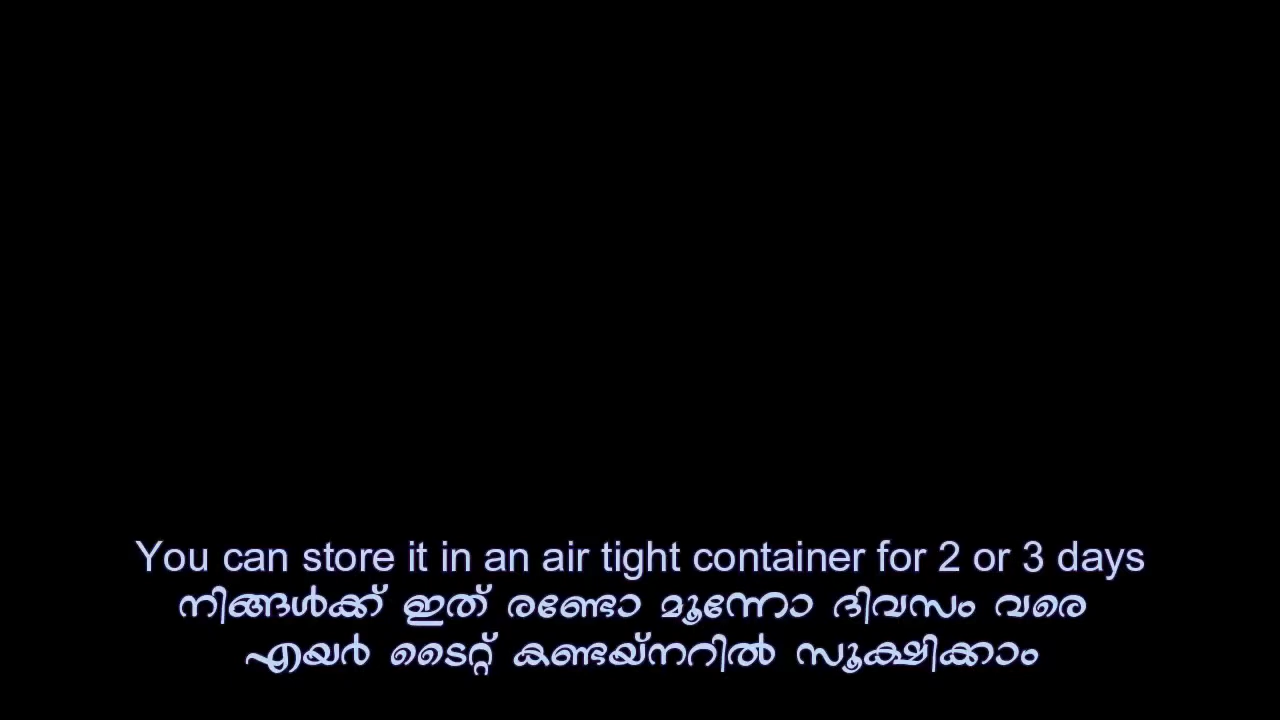 You can store it in an air tight container for 2 or 3 days
നിങ്ങൾക്ക് ഇത് രണ്ടോ മൂന്നോ ദിവസം വരെ
എയർ ടൈറ്റ് കണ്ടയ്നറിൽ സൂക്ഷിക്കാം